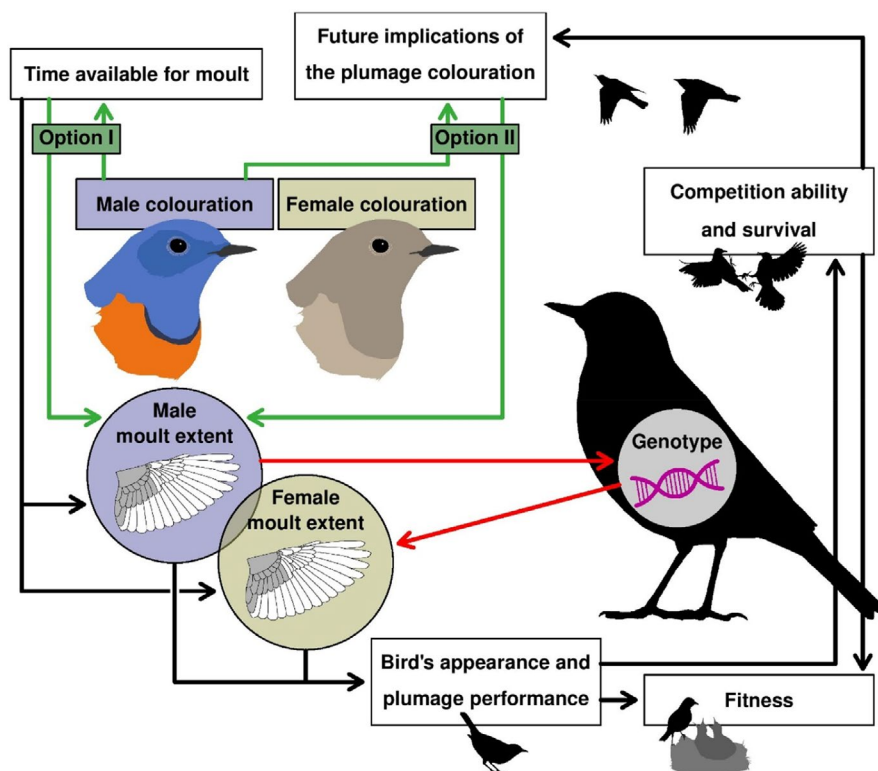 Future implications of
the plumage colouration
Time available for moult
Option I
Option II
Male colouration
Female colouration
Competition ability
and survival
Male
moult extent
Genotype
Female
moult extent
Bird's appearance and
plumage performance
Fitness